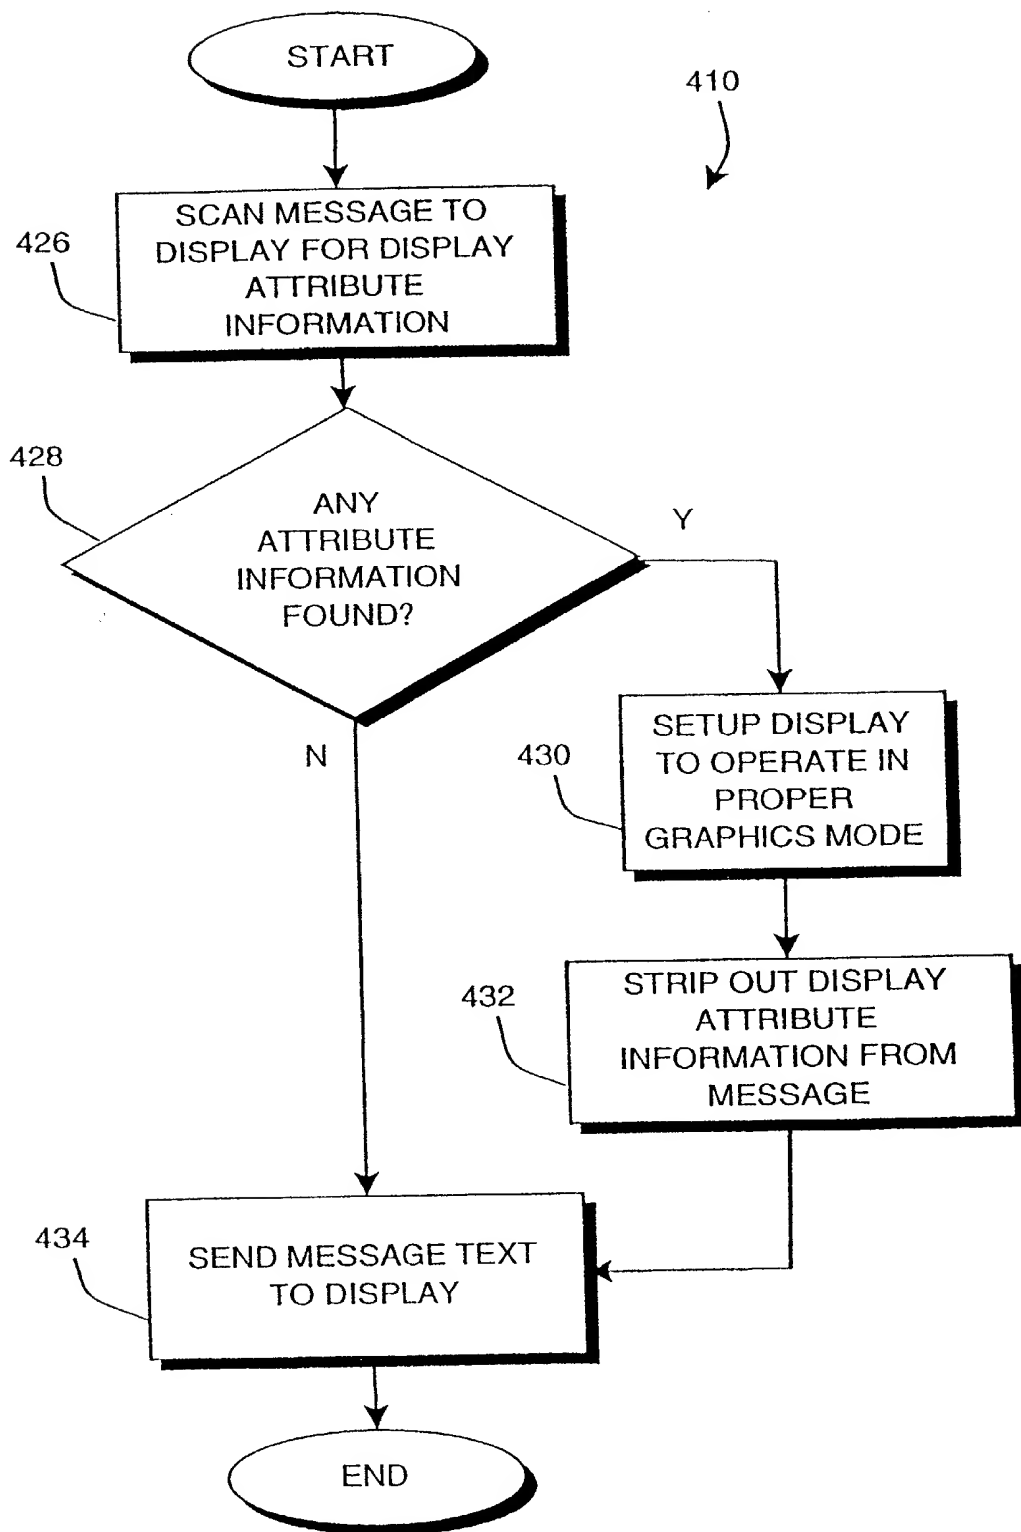 START
410
426
SCAN MESSAGE TO
DISPLAY FOR DISPLAY
ATTRIBUTE
INFORMATION
428
ANY
ATTRIBUTE
INFORMATION
FOUND?
Y
N
430
SETUP DISPLAY
TO OPERATE IN
PROPER
GRAPHICS MODE
432
STRIP OUT DISPLAY
ATTRIBUTE
INFORMATION FROM
MESSAGE
434
SEND MESSAGE TEXT
TO DISPLAY
END